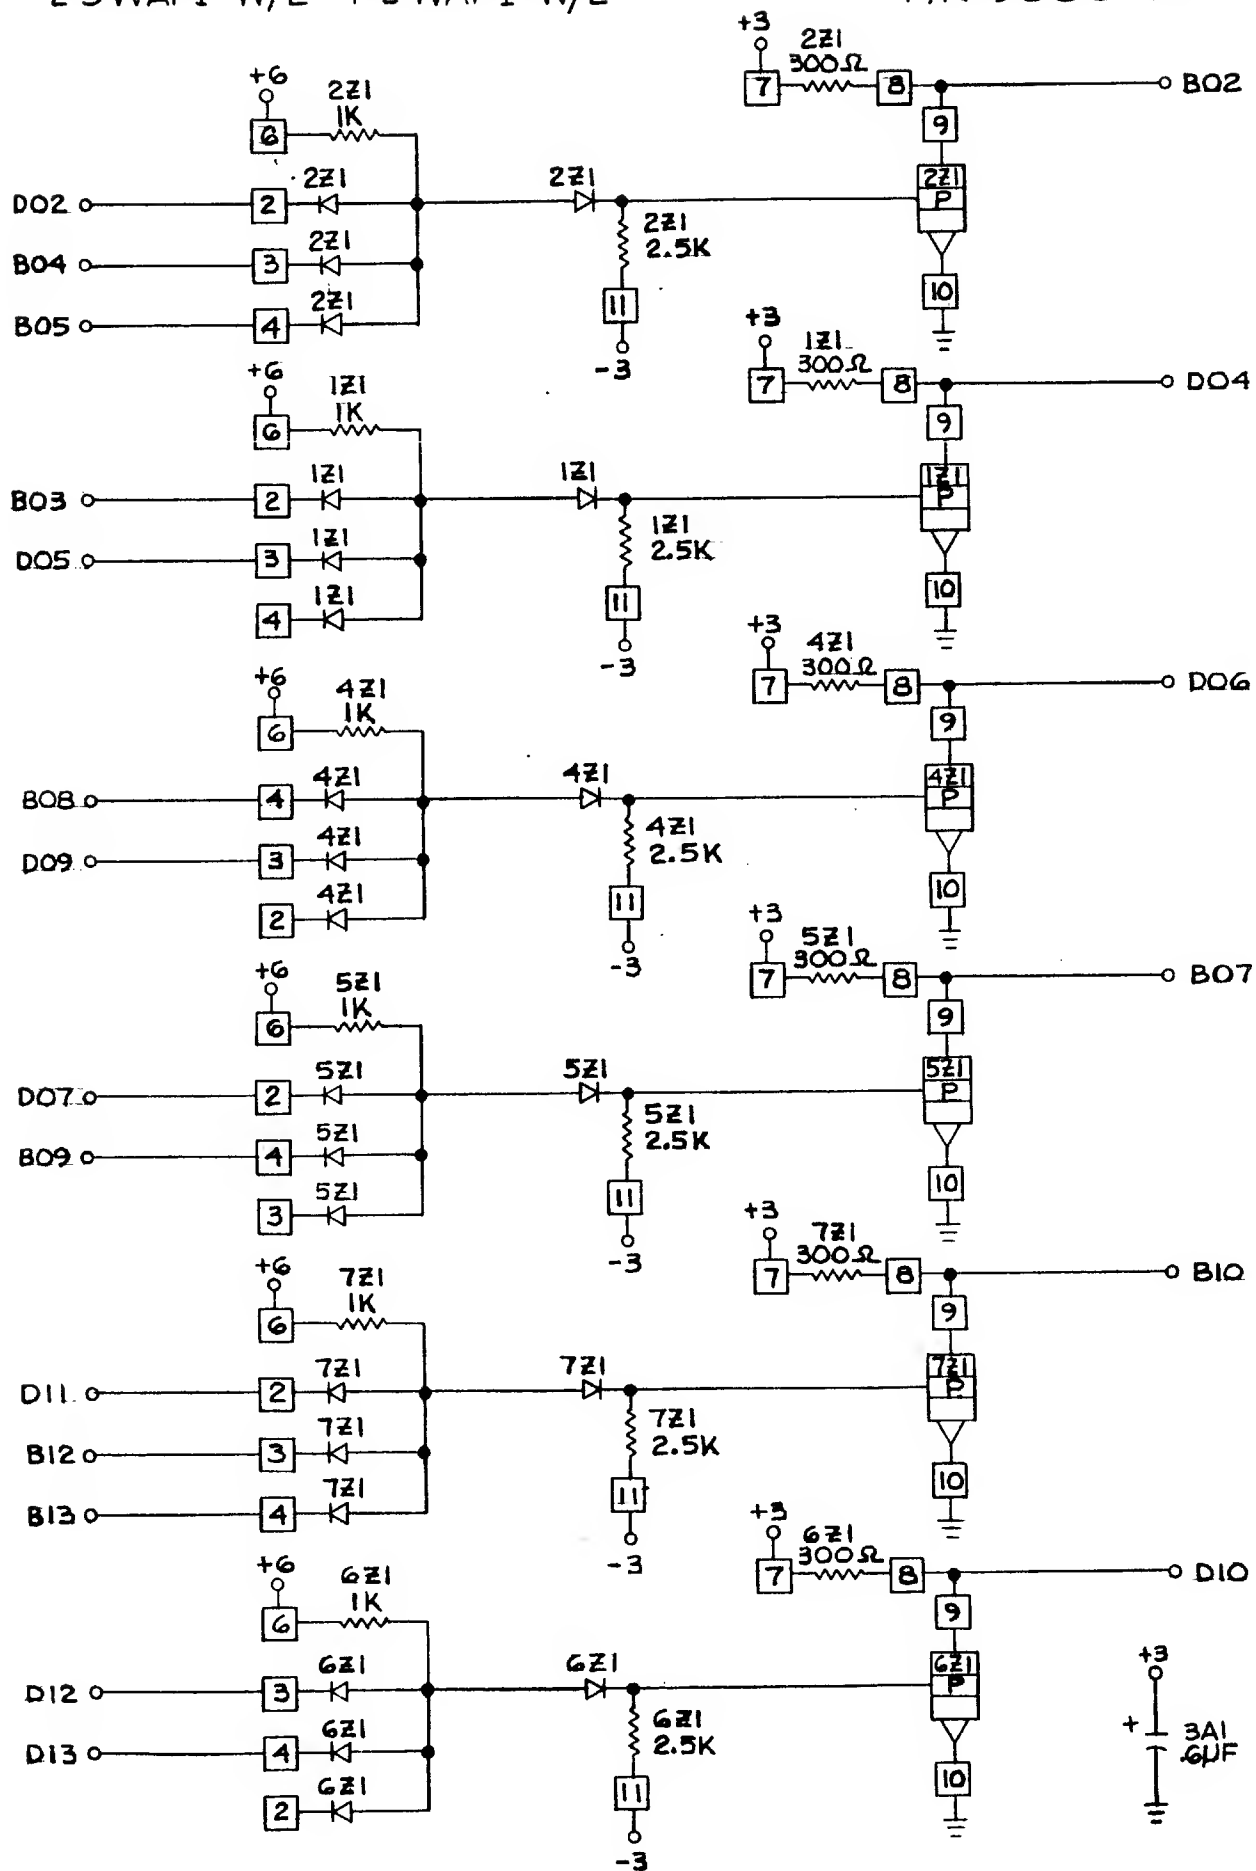 +3
2Z1
300Ω
7
8
B02
9
2Z1
P
10
+6
2Z1
1K
6
D02
2
2Z1
2Z1
B04
3
2Z1
B05
4
2Z1
2Z1
2.5K
11
-3
+3
1Z1
300Ω
7
8
D04
9
1Z1
P
10
+6
1Z1
1K
6
B03
2
1Z1
1Z1
D05
3
1Z1
4
1Z1
1Z1
2.5K
11
-3
+3
4Z1
300Ω
7
8
D06
9
4Z1
P
10
+6
4Z1
1K
6
B08
4
4Z1
4Z1
D09
3
4Z1
2
4Z1
4Z1
2.5K
11
-3
+3
5Z1
300Ω
7
8
B07
9
5Z1
P
10
+6
5Z1
1K
6
D07
2
5Z1
5Z1
B09
4
5Z1
3
5Z1
5Z1
2.5K
11
-3
+3
7Z1
300Ω
7
8
B10
9
7Z1
P
10
+6
7Z1
1K
6
D11
2
7Z1
7Z1
B12
3
7Z1
B13
4
7Z1
7Z1
2.5K
11
-3
+3
6Z1
300Ω
7
8
D10
9
6Z1
P
10
+6
6Z1
1K
6
D12
3
6Z1
6Z1
D13
4
6Z1
2
6Z1
6Z1
2.5K
11
-3
+3
+
3A1
.6µF